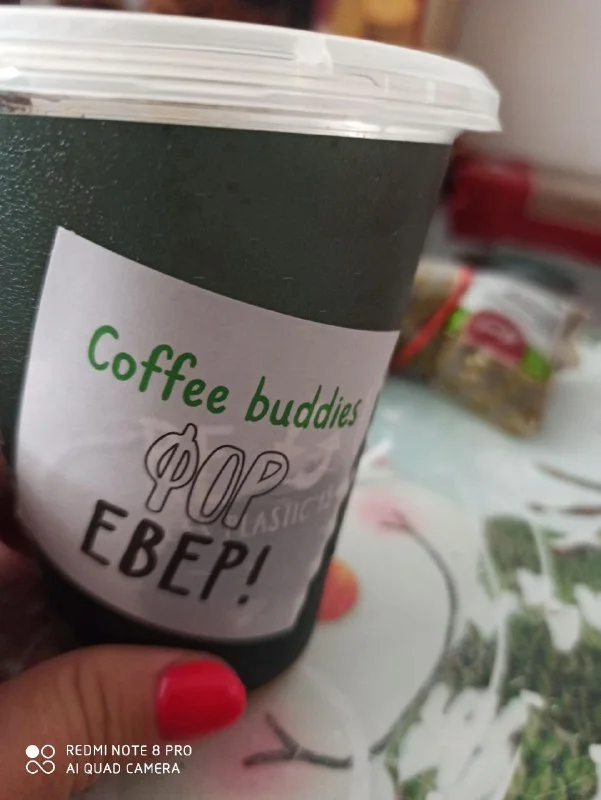 Coffee buddies
ФОР
ЕВЕР!
REDMI NOTE 8 PRO
AI QUAD CAMERA